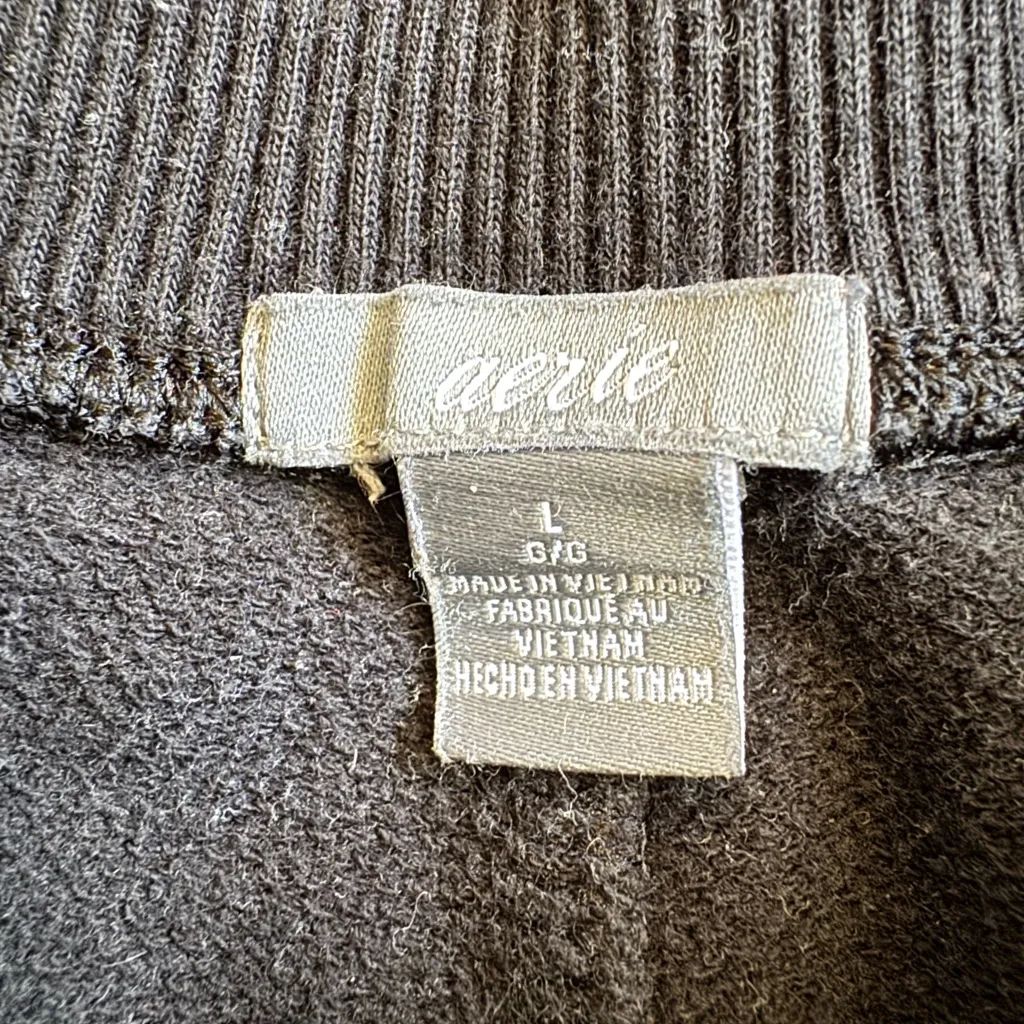 aerie
L
G/G
MADE IN VIETNAM
FABRIQUÉ AU
VIETNAM
HECHO EN VIETNAM